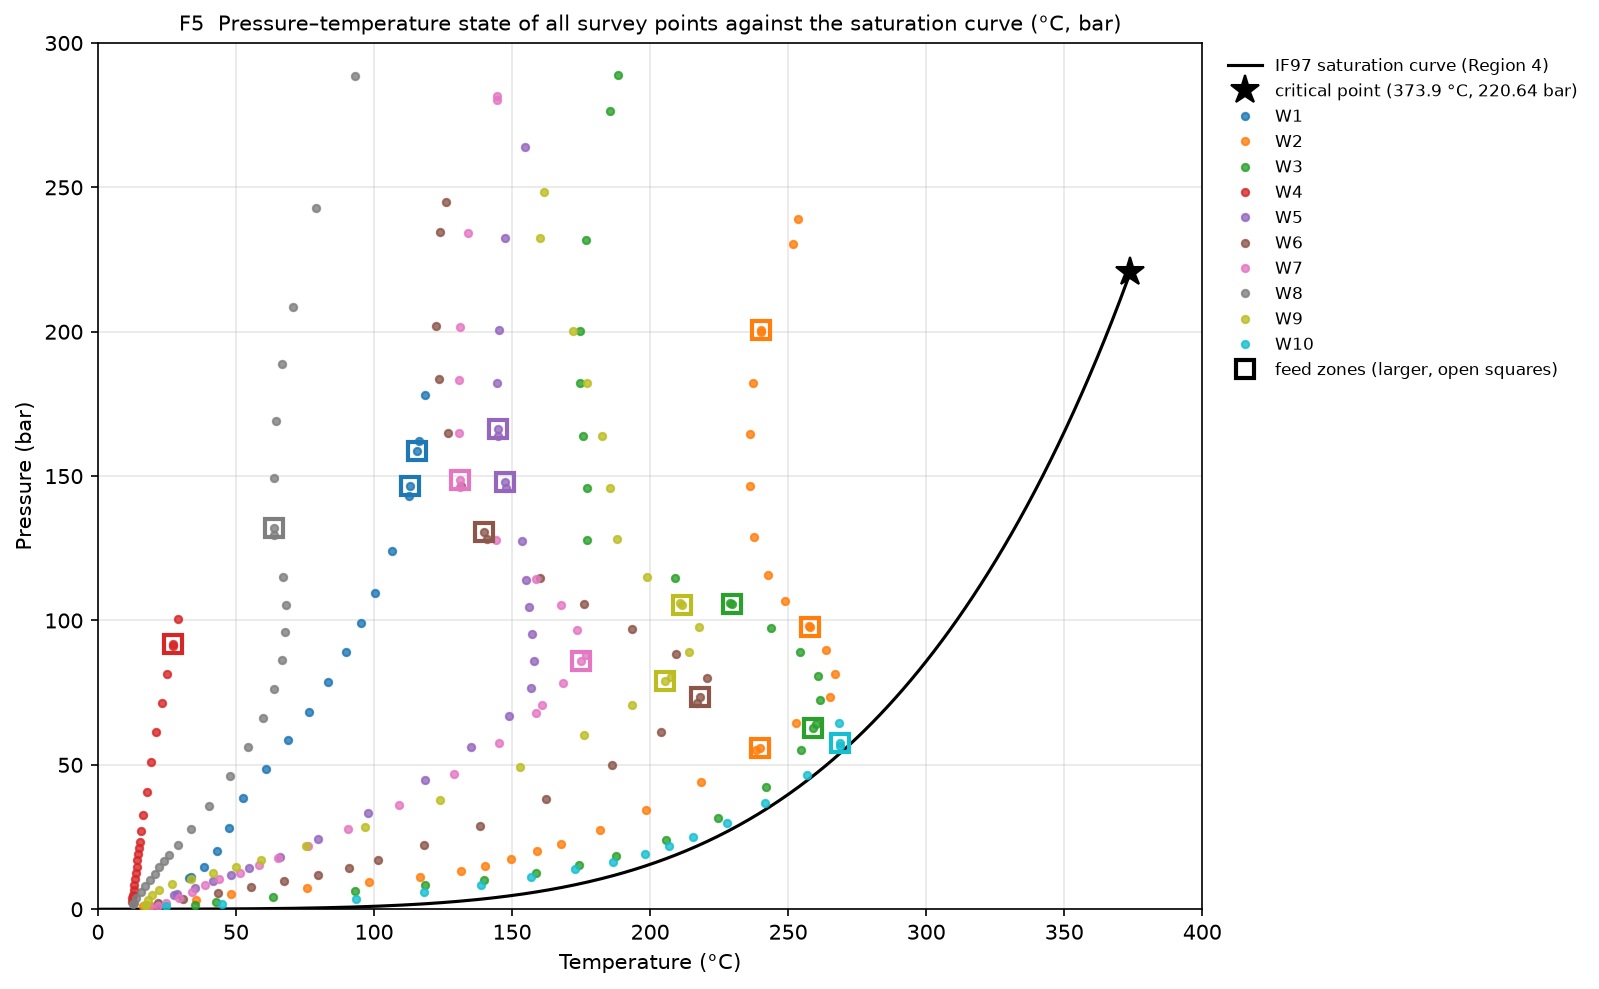 F5  Pressure–temperature state of all survey points against the saturation curve (°C, bar)
300
250
200
150
100
50
0
Pressure (bar)
0 50 100 150 200 250 300 350 400
Temperature (°C)
IF97 saturation curve (Region 4)
critical point (373.9 °C, 220.64 bar)
W1
W2
W3
W4
W5
W6
W7
W8
W9
W10
feed zones (larger, open squares)